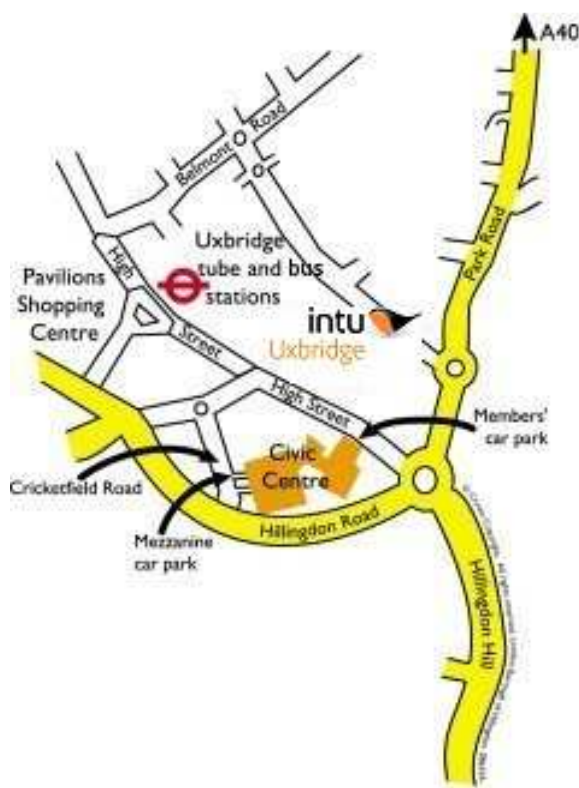 A40
Belmont Road
Park Road
High Street
Uxbridge
tube and bus
stations
Pavilions
Shopping
Centre
intu
Uxbridge
High Street
Members'
car park
Civic
Centre
Cricketfield Road
Mezzanine
car park
Hillingdon Road
Hillingdon Hill